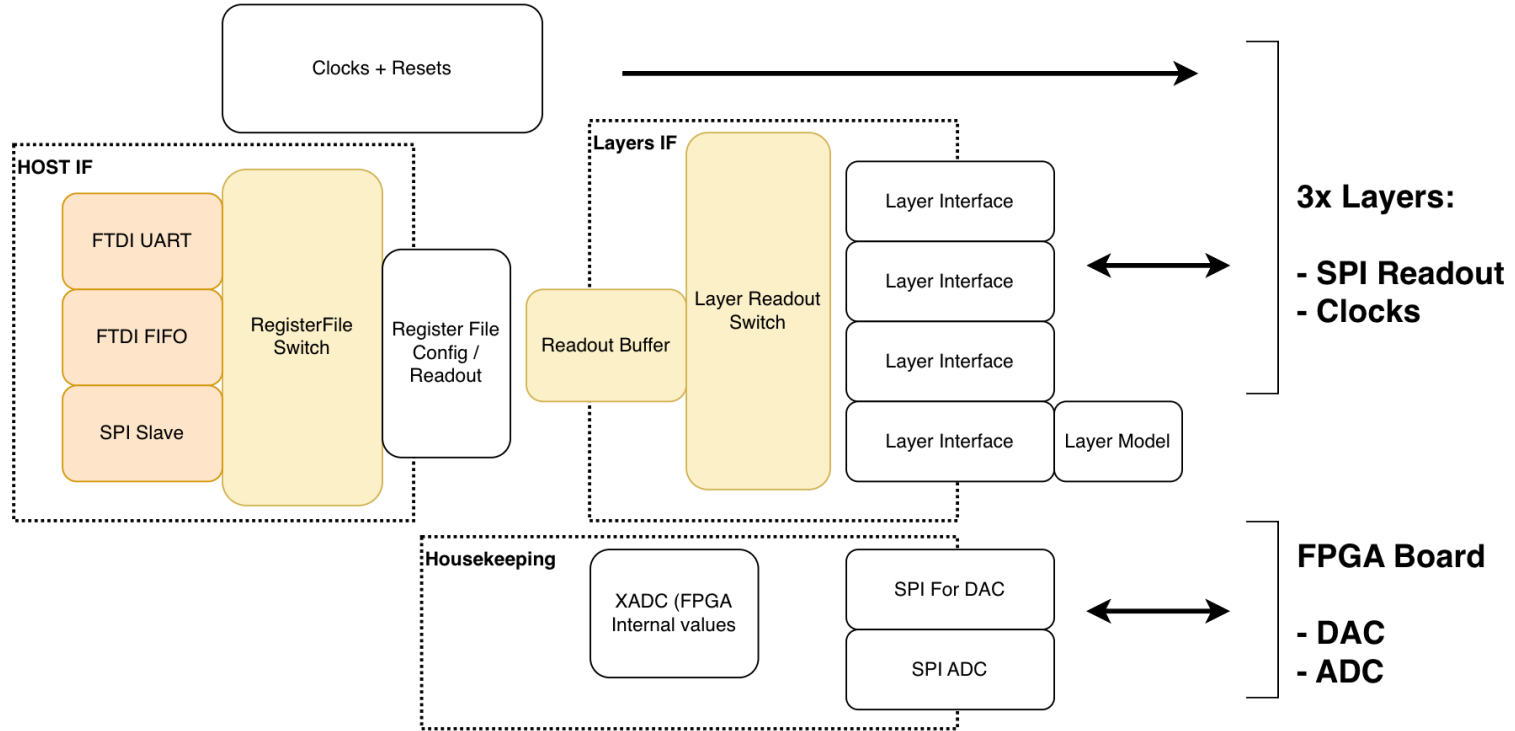 Clocks + Resets
HOST IF
FTDI UART
FTDI FIFO
SPI Slave
RegisterFile
Switch
Register File
Config /
Readout
Layers IF
Readout Buffer
Layer Readout
Switch
Layer Interface
Layer Interface
Layer Interface
Layer Interface
Layer Model
3x Layers:
- SPI Readout
- Clocks
Housekeeping
XADC (FPGA
Internal values
SPI For DAC
SPI ADC
FPGA Board
- DAC
- ADC